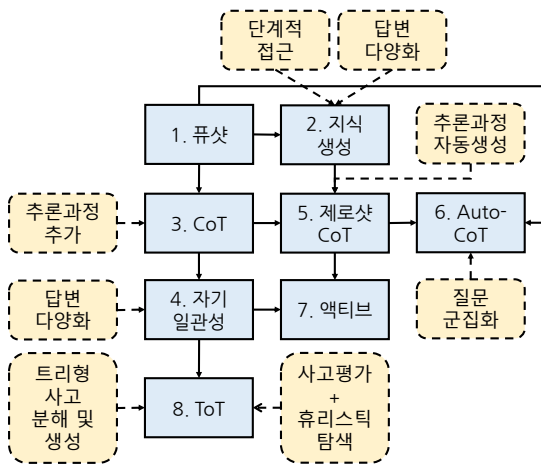 단계적
접근
답변
다양화
1. 퓨샷
2. 지식
생성
추론과정
자동생성
추론과정
추가
3. CoT
5. 제로샷
CoT
6. Auto-
CoT
답변
다양화
4. 자기
일관성
7. 액티브
질문
군집화
트리형
사고
분해 및
생성
8. ToT
사고평가
+
휴리스틱
탐색